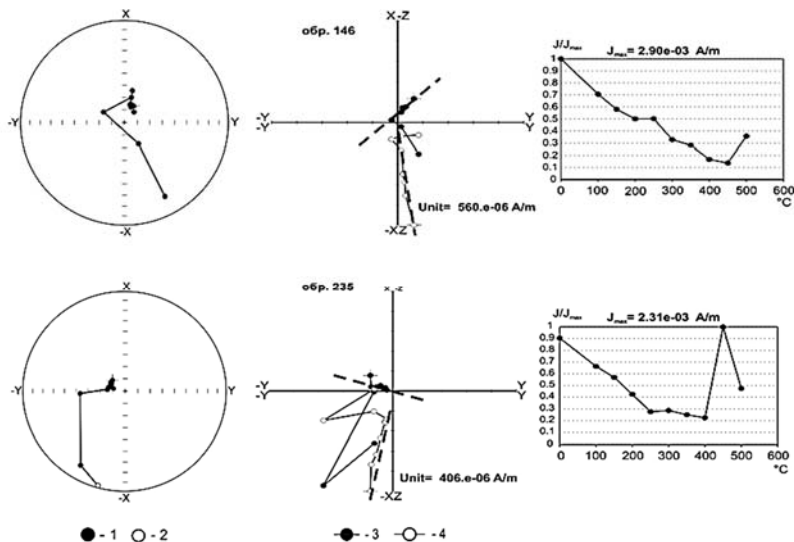 X
-Y
Y
-X
обр. 146
X -Z
-Y
-Y
Y
Y
Unit= 560.e-06 A/m
-XZ
J/Jmax
Jmax= 2.90e-03 A/m
1
0.9
0.8
0.7
0.6
0.5
0.4
0.3
0.2
0.1
0
0 100 200 300 400 500 600
°C
X
-Y
Y
-X
обр. 235
X -Z
-Y
-Y
Y
Y
Unit= 406.e-06 A/m
-XZ
J/Jmax
Jmax= 2.31e-03 A/m
1
0.9
0.8
0.7
0.6
0.5
0.4
0.3
0.2
0.1
0
0 100 200 300 400 500 600
°C
- 1 - 2 - 3 - 4